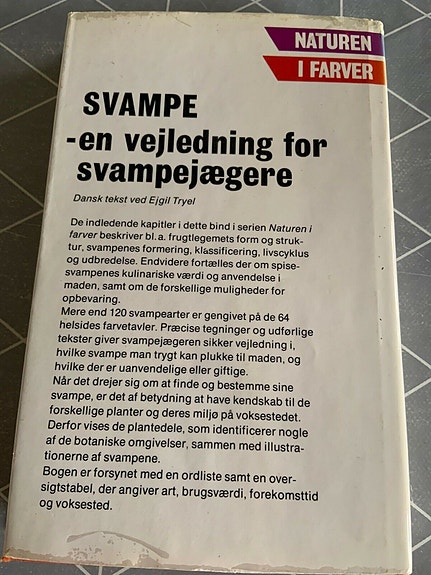 NATUREN
I FARVER
SVAMPE
-en vejledning for
svampejægere
Dansk tekst ved Ejgil Tryel
De indledende kapitler i dette bind i serien Naturen i
farver beskriver bl. a. frugtlegemets form og struk-
tur, svampenes formering, klassificering, livscyklus
og udbredelse. Endvidere fortælles der om spise-
svampenes kulinariske værdi og anvendelse i
maden, samt om de forskellige muligheder for
opbevaring.
Mere end 120 svampearter er gengivet på de 64
helsides farvetavler. Præcise tegninger og udførlige
tekster giver svampejægeren sikker vejledning i,
hvilke svampe man trygt kan plukke til maden, og
hvilke der er uanvendelige eller giftige.
Når det drejer sig om at finde og bestemme sine
svampe, er det af betydning at have kendskab til de
forskellige planter og deres miljø på voksestedet.
Derfor vises de plantedele, som identificerer nogle
af de botaniske omgivelser, sammen med illustra-
tionerne af svampene.
Bogen er forsynet med en ordliste samt en over-
sigtstabel, der angiver art, brugsværdi, forekomsttid
og voksested.